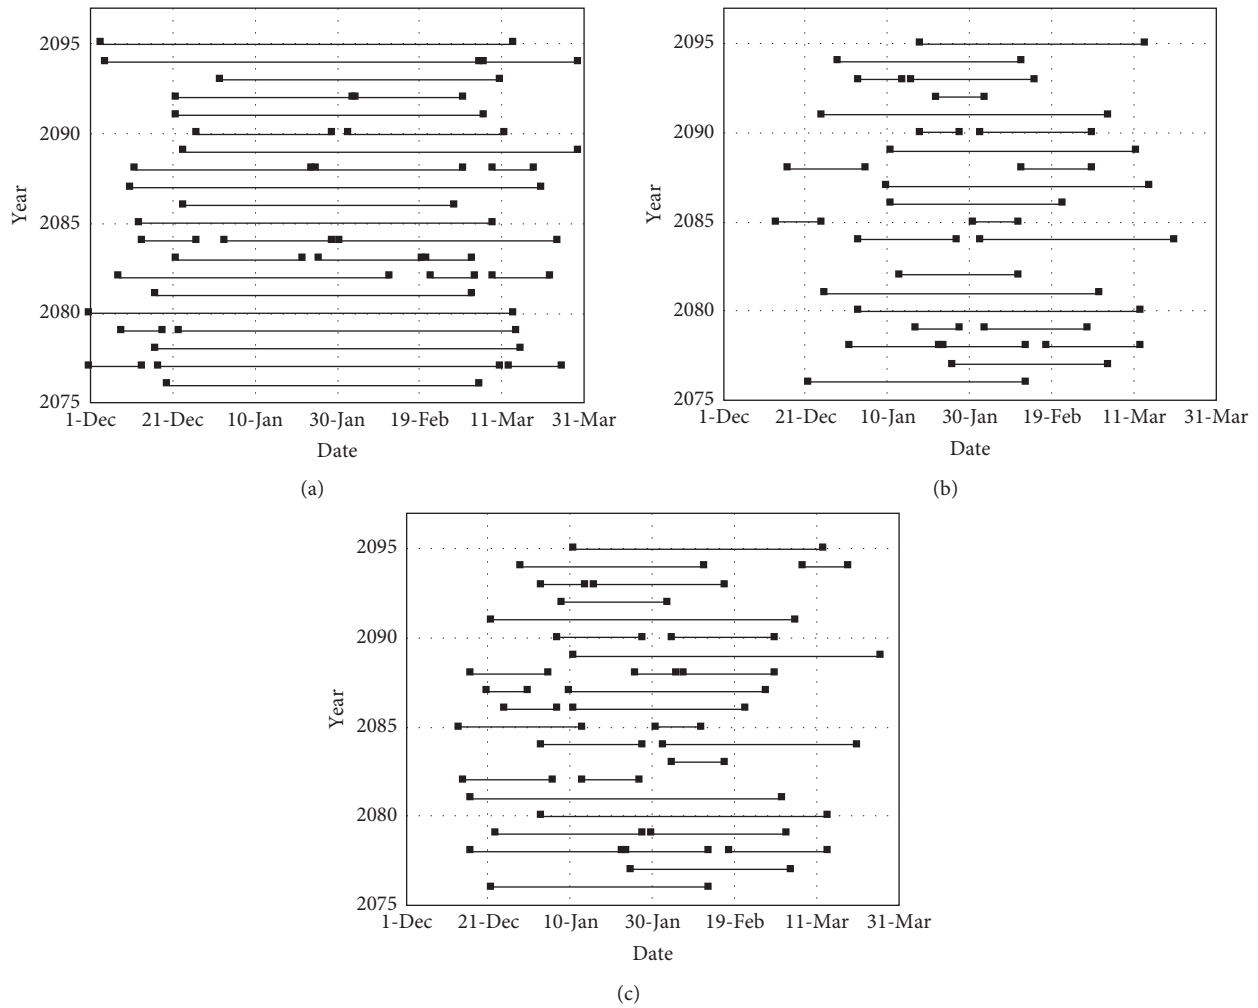 2095
2090
2085
2080
2075
Year
1-Dec 21-Dec 10-Jan 30-Jan 19-Feb 11-Mar 31-Mar
Date
(a)
2095
2090
2085
2080
2075
Year
1-Dec 21-Dec 10-Jan 30-Jan 19-Feb 11-Mar 31-Mar
Date
(b)
2095
2090
2085
2080
2075
Year
1-Dec 21-Dec 10-Jan 30-Jan 19-Feb 11-Mar 31-Mar
Date
(c)